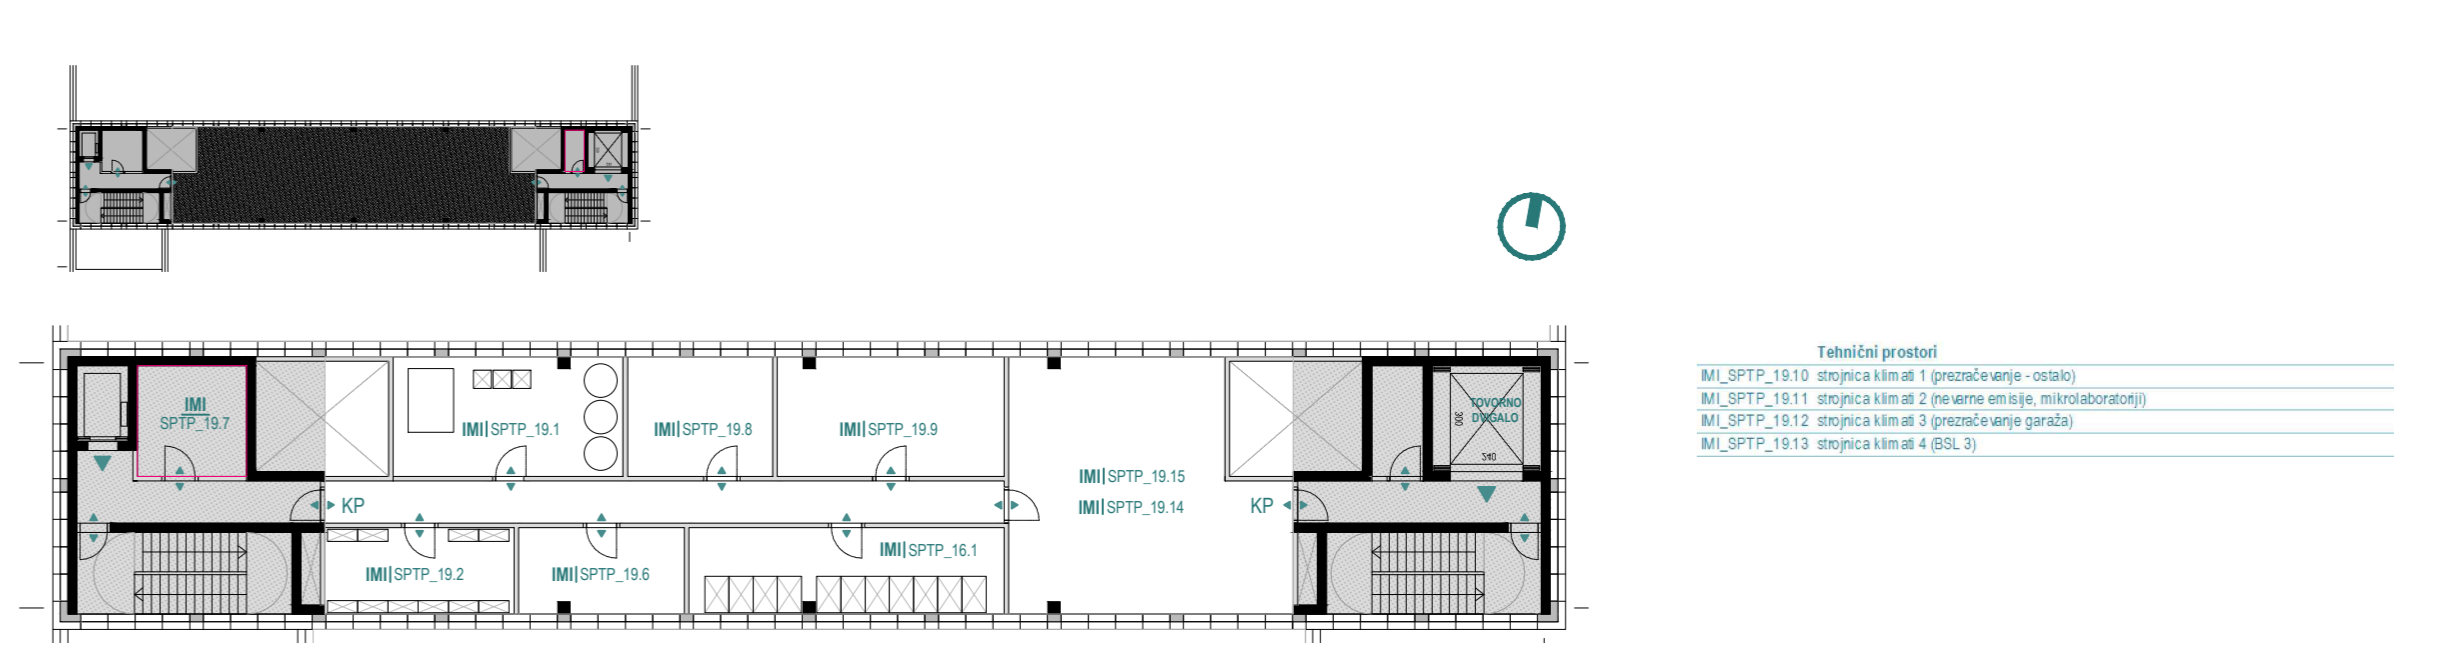 Tehnični prostori
IMI_SPTP_19.10 strojnica klimati 1 (prezračevanje - ostalo)
IMI_SPTP_19.11 strojnica klimati 2 (nevarne emisije, mikrolaboratoriji)
IMI_SPTP_19.12 strojnica klimati 3 (prezračevanje garaža)
IMI_SPTP_19.13 strojnica klimati 4 (BSL 3)
IMI
SPTP_19.7
IMI|SPTP_19.1
IMI|SPTP_19.8
IMI|SPTP_19.9
IMI|SPTP_19.15
IMI|SPTP_19.14
TOVORNO
DVIGALO
300
240
KP
KP
IMI|SPTP_19.2
IMI|SPTP_19.6
IMI|SPTP_16.1